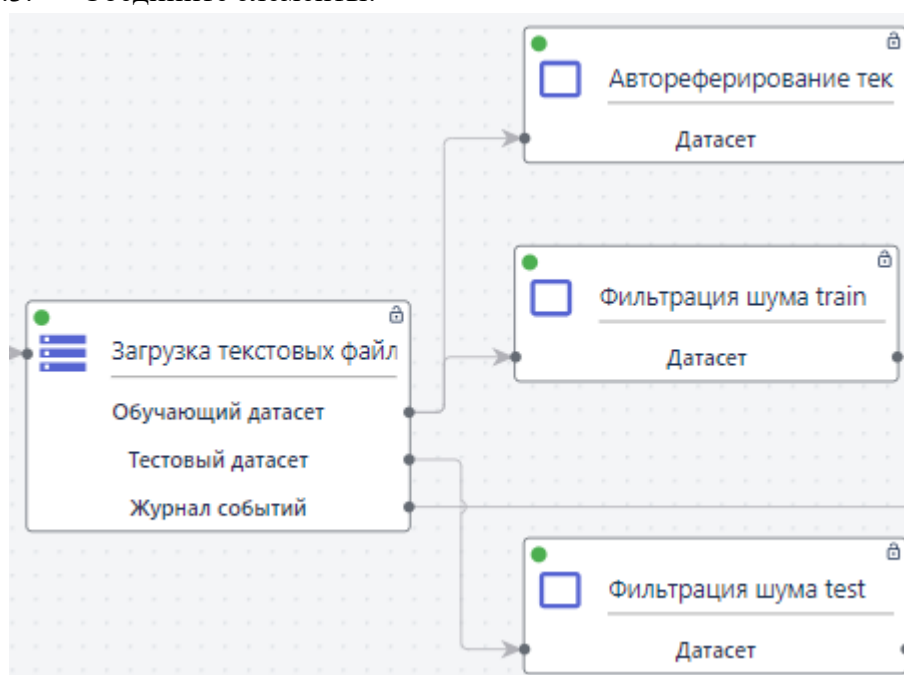 Автореферирование тек
Датасет
Фильтрация шума train
Датасет
Загрузка текстовых файл
Обучающий датасет
Тестовый датасет
Журнал событий
Фильтрация шума test
Датасет